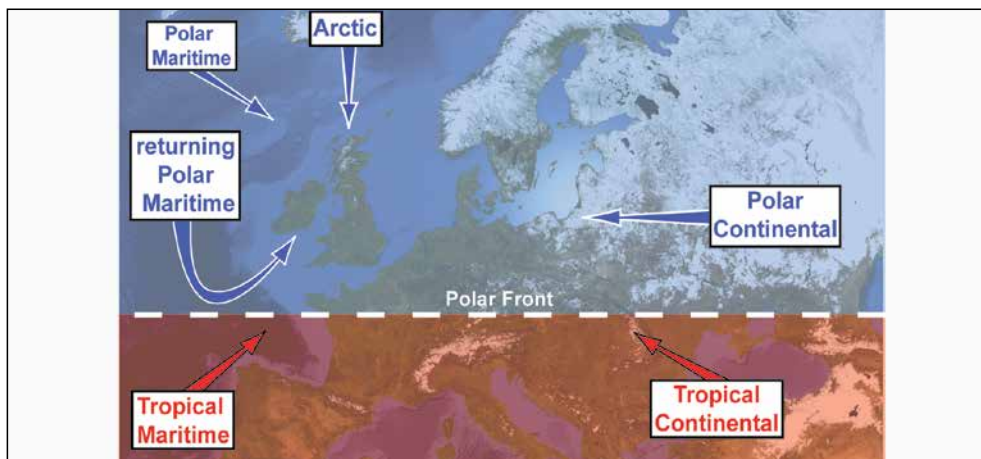 Polar
Maritime
Arctic
returning
Polar
Maritime
Polar
Continental
Polar Front
Tropical
Maritime
Tropical
Continental